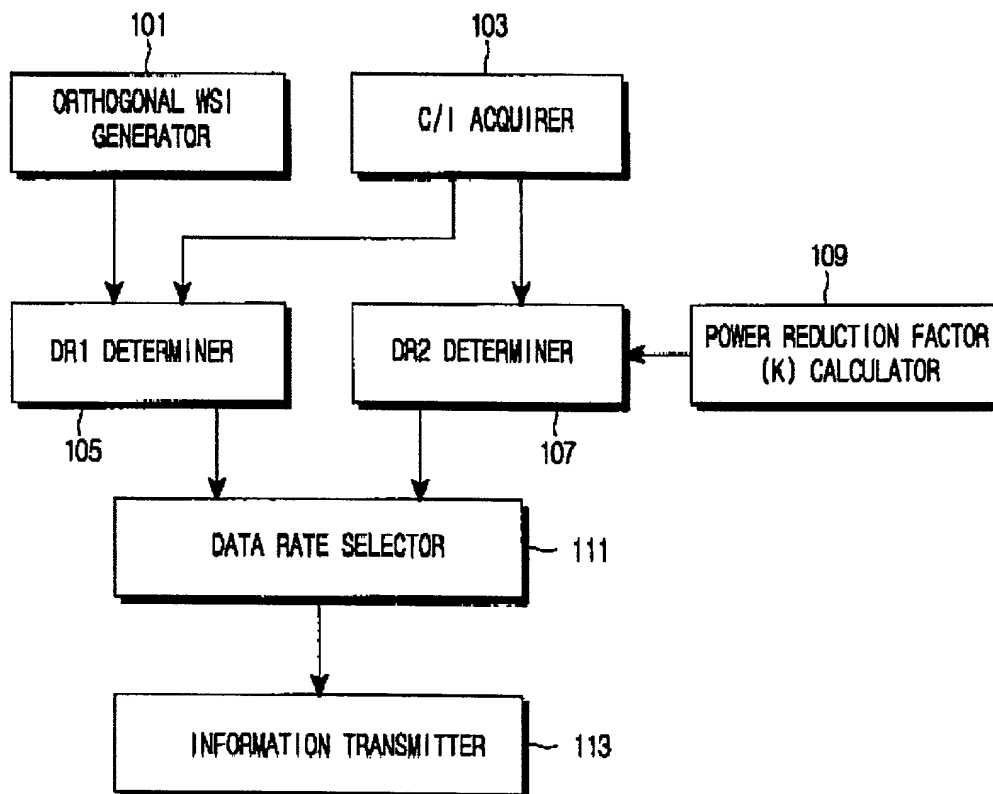 101
103
ORTHOGONAL WSI
GENERATOR
C/I ACQUIRER
109
DR1 DETERMINER
DR2 DETERMINER
POWER REDUCTION FACTOR
(K) CALCULATOR
105
107
DATA RATE SELECTOR
111
INFORMATION TRANSMITTER
113